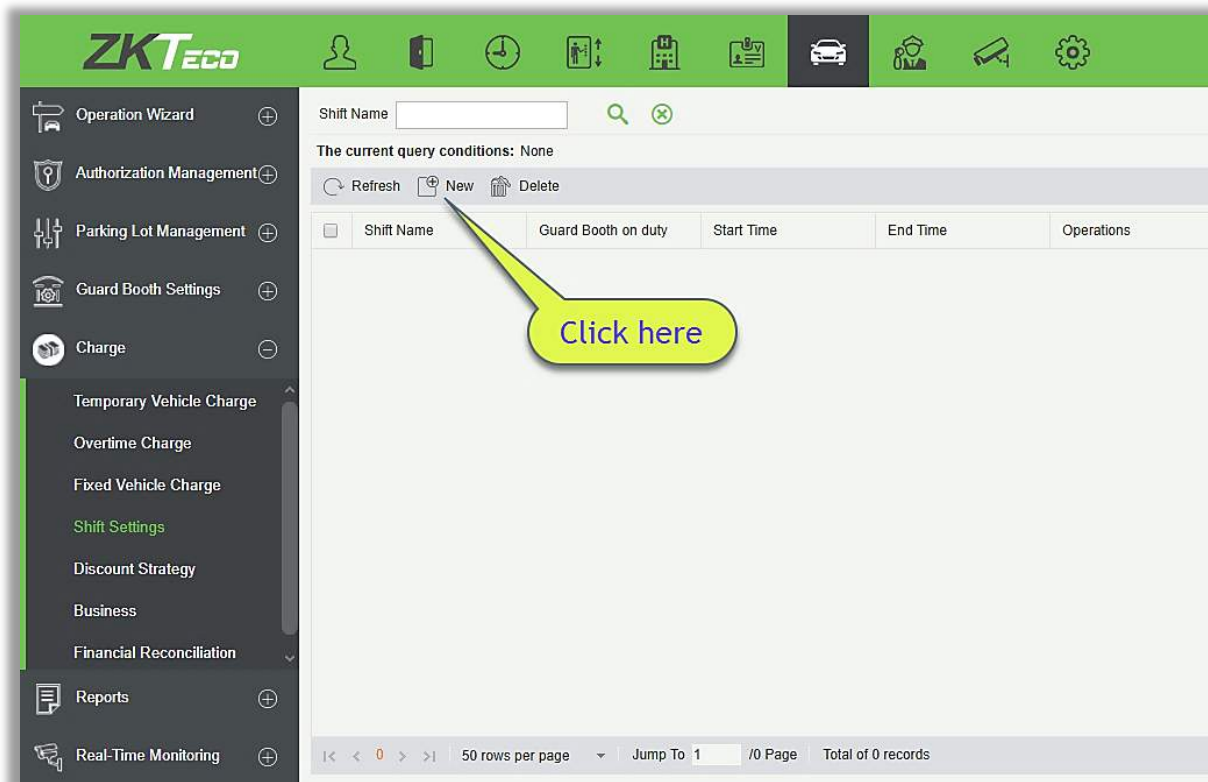 ZKTECO
Operation Wizard
Authorization Management
Parking Lot Management
Guard Booth Settings
Charge
Temporary Vehicle Charge
Overtime Charge
Fixed Vehicle Charge
Shift Settings
Discount Strategy
Business
Financial Reconciliation
Reports
Real-Time Monitoring
Shift Name
The current query conditions: None
Refresh New Delete
Shift Name Guard Booth on duty Start Time End Time Operations
Click here
|< < 0 > >| 50 rows per page Jump To 1 /0 Page Total of 0 records